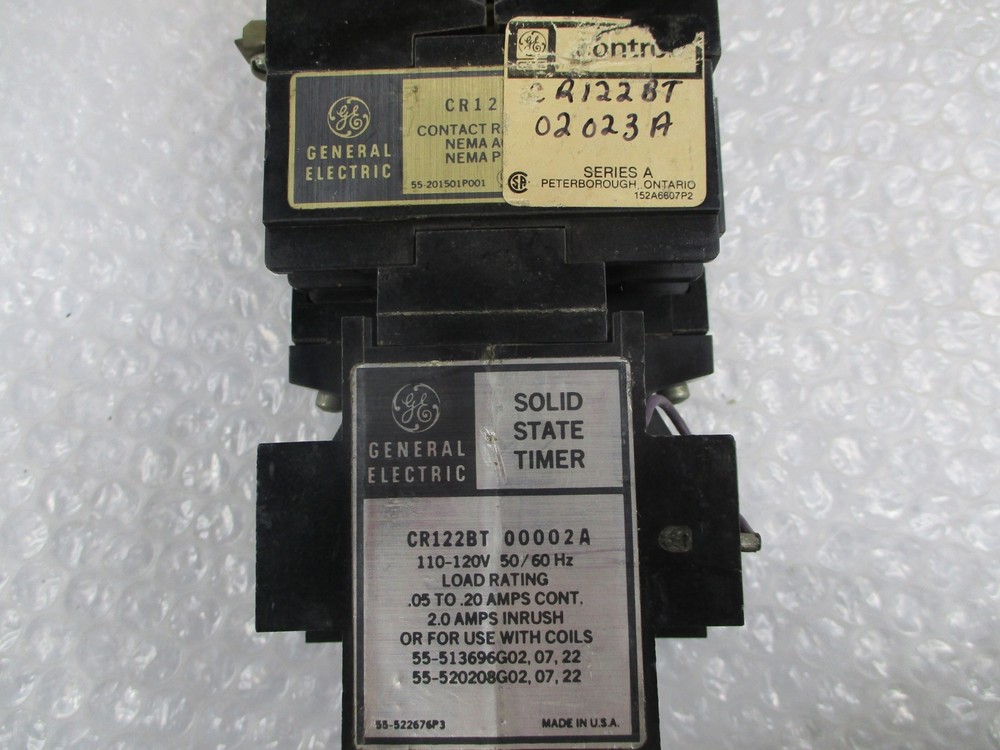 GE
Control
CR122BT
02023A
SERIES A
PETERBOROUGH, ONTARIO
152A6607P2
GE
GENERAL
ELECTRIC
CR12
CONTACT R
NEMA A
NEMA P
55-201501P001
GE
GENERAL
ELECTRIC
SOLID
STATE
TIMER
CR122BT 00002A
110-120V 50/60 Hz
LOAD RATING
.05 TO .20 AMPS CONT.
2.0 AMPS INRUSH
OR FOR USE WITH COILS
55-513696G02, 07, 22
55-520208G02, 07, 22
55-522676P3
MADE IN U.S.A.